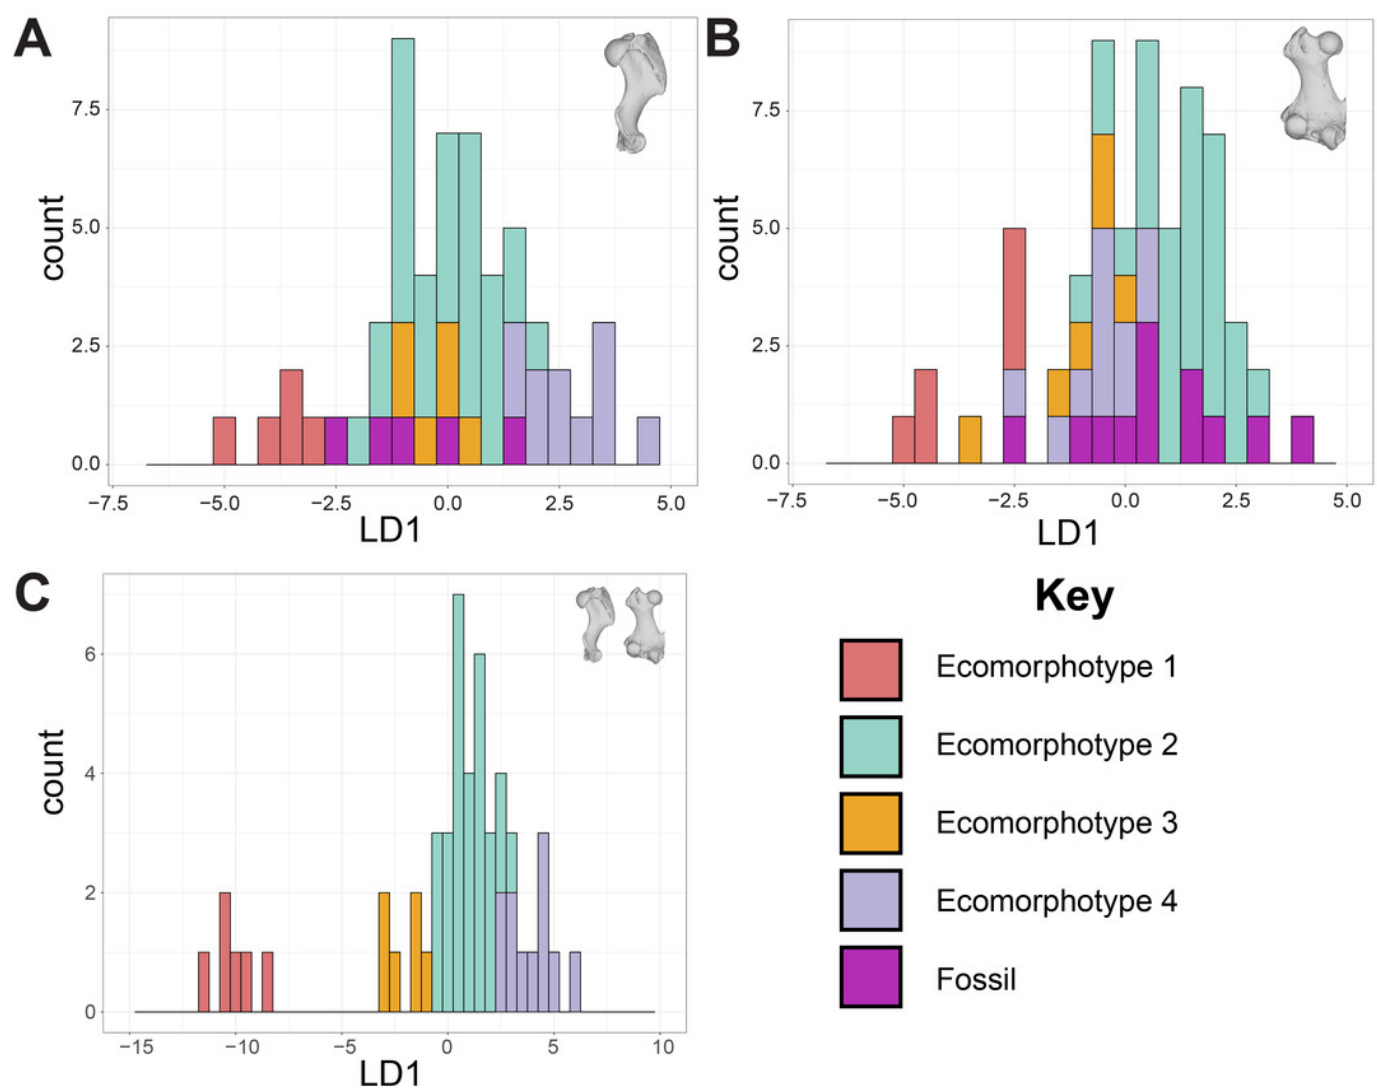 A
7.5
5.0
2.5
0.0
count
−7.5 −5.0 −2.5 0.0 2.5 5.0
LD1
B
7.5
5.0
2.5
0.0
count
−7.5 −5.0 −2.5 0.0 2.5 5.0
LD1
C
6
4
2
0
count
−15 −10 −5 0 5 10
LD1
Key
Ecomorphotype 1
Ecomorphotype 2
Ecomorphotype 3
Ecomorphotype 4
Fossil